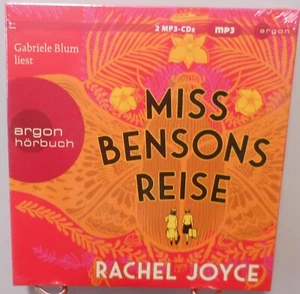 Gabriele Blum
liest
2 MP3-CDs
MP3
argon
MISS
BENSONS
REISE
argon
hörbuch
RACHEL JOYCE